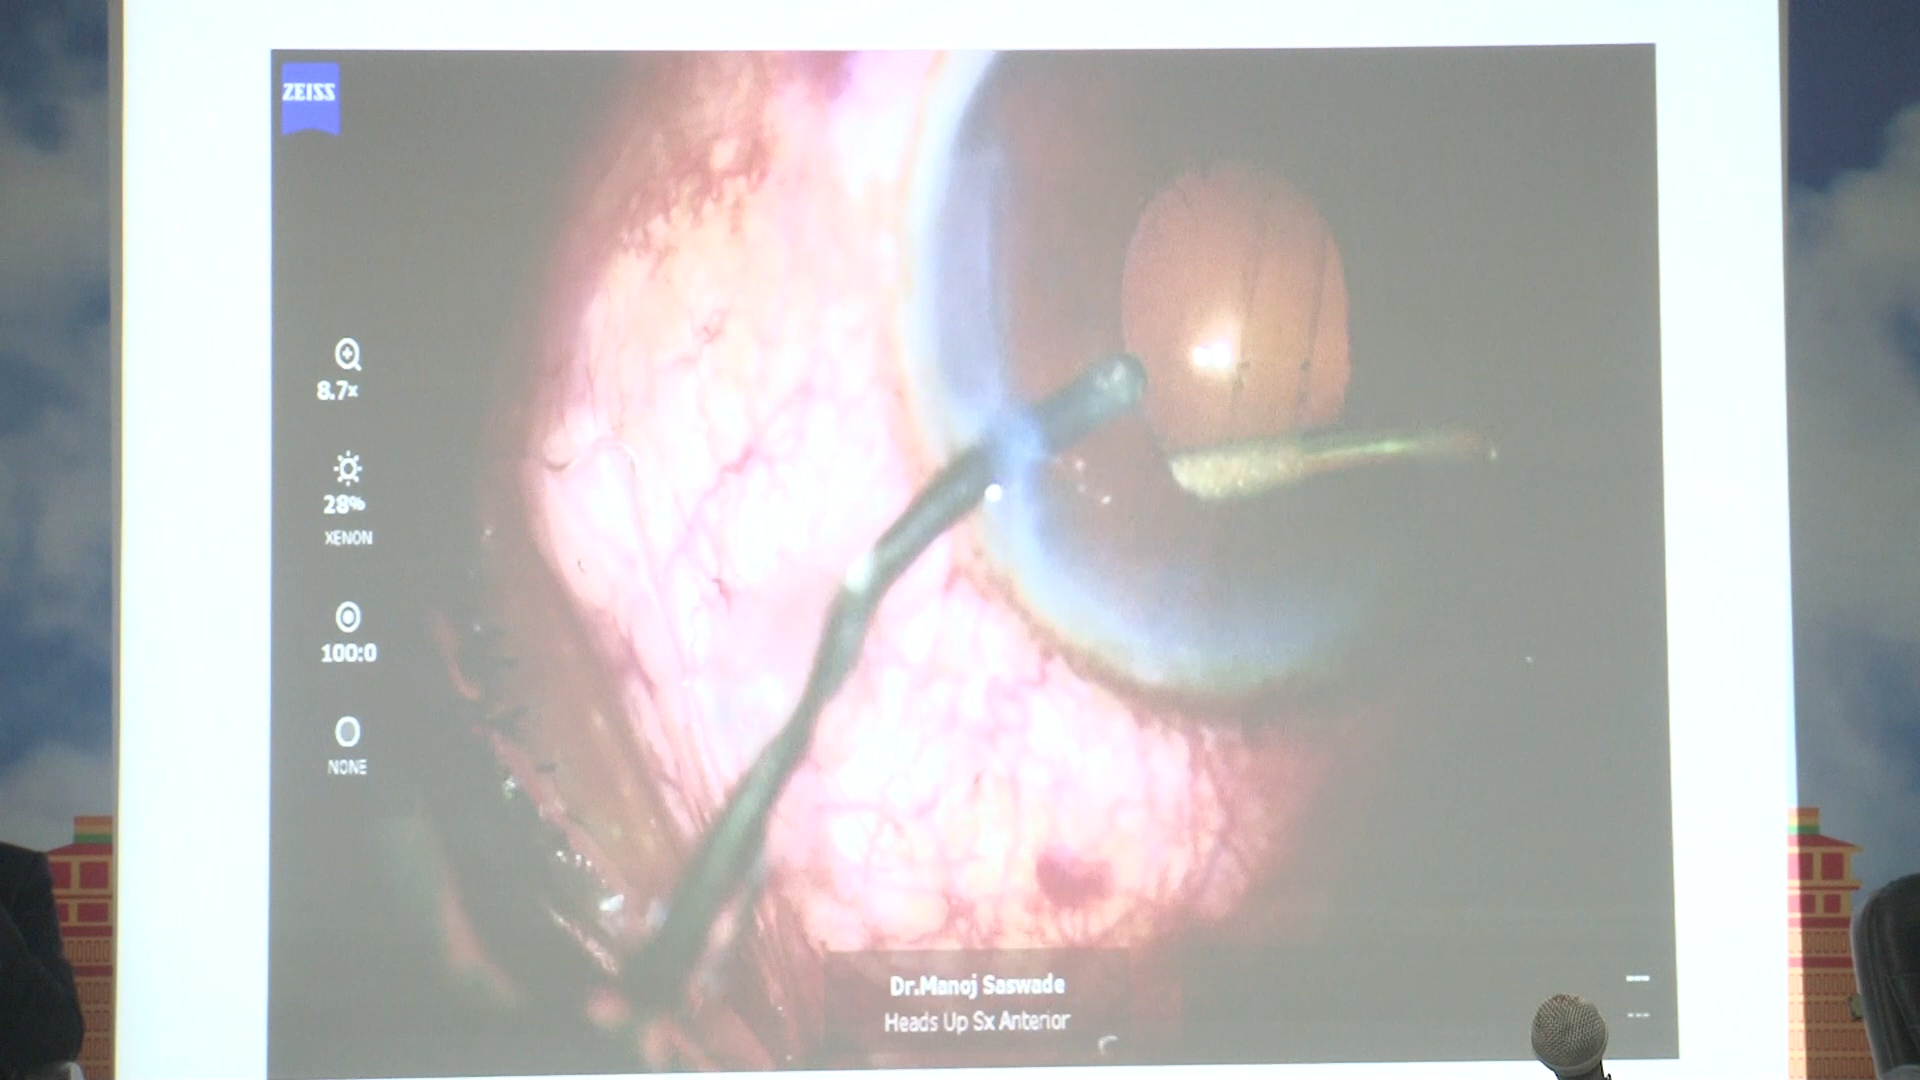 ZEISS
8.7x
28%
XENON
100:0
NONE
Dr.Manoj Saswade
Heads Up Sx Anterior
---
---